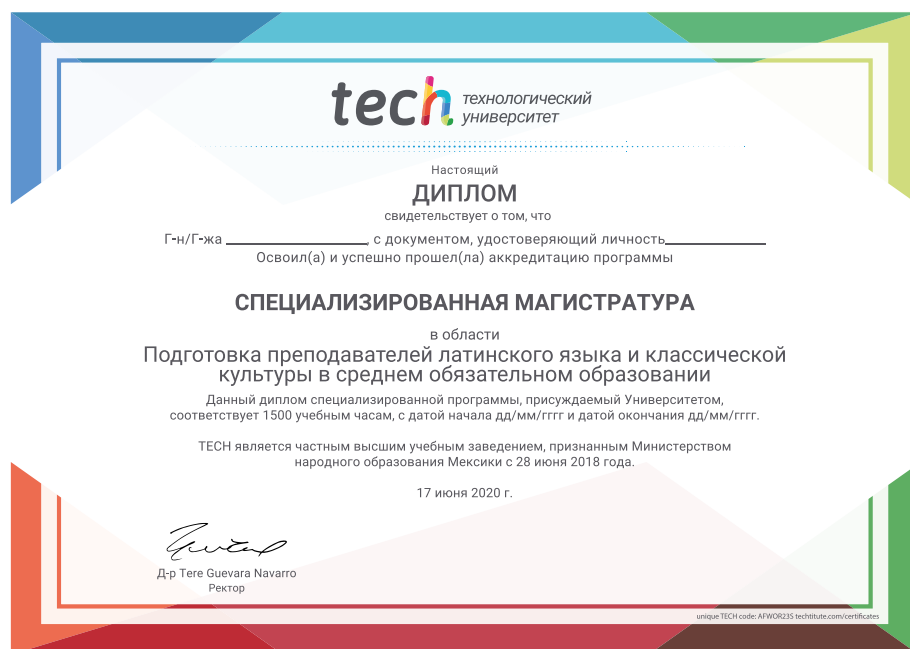 tech технологический
университет
Настоящий
ДИПЛОМ
свидетельствует о том, что
Г-н/Г-жа ____________________, с документом, удостоверяющий личность______________
Освоил(а) и успешно прошел(ла) аккредитацию программы
СПЕЦИАЛИЗИРОВАННАЯ МАГИСТРАТУРА
в области
Подготовка преподавателей латинского языка и классической
культуры в среднем обязательном образовании
Данный диплом специализированной программы, присуждаемый Университетом,
соответствует 1500 учебным часам, с датой начала дд/мм/гггг и датой окончания дд/мм/гггг.
TECH является частным высшим учебным заведением, признанным Министерством
народного образования Мексики с 28 июня 2018 года.
17 июня 2020 г.
Д-р Tere Guevara Navarro
Ректор
unique TECH code: AFWOR23S techtitute.com/certificates